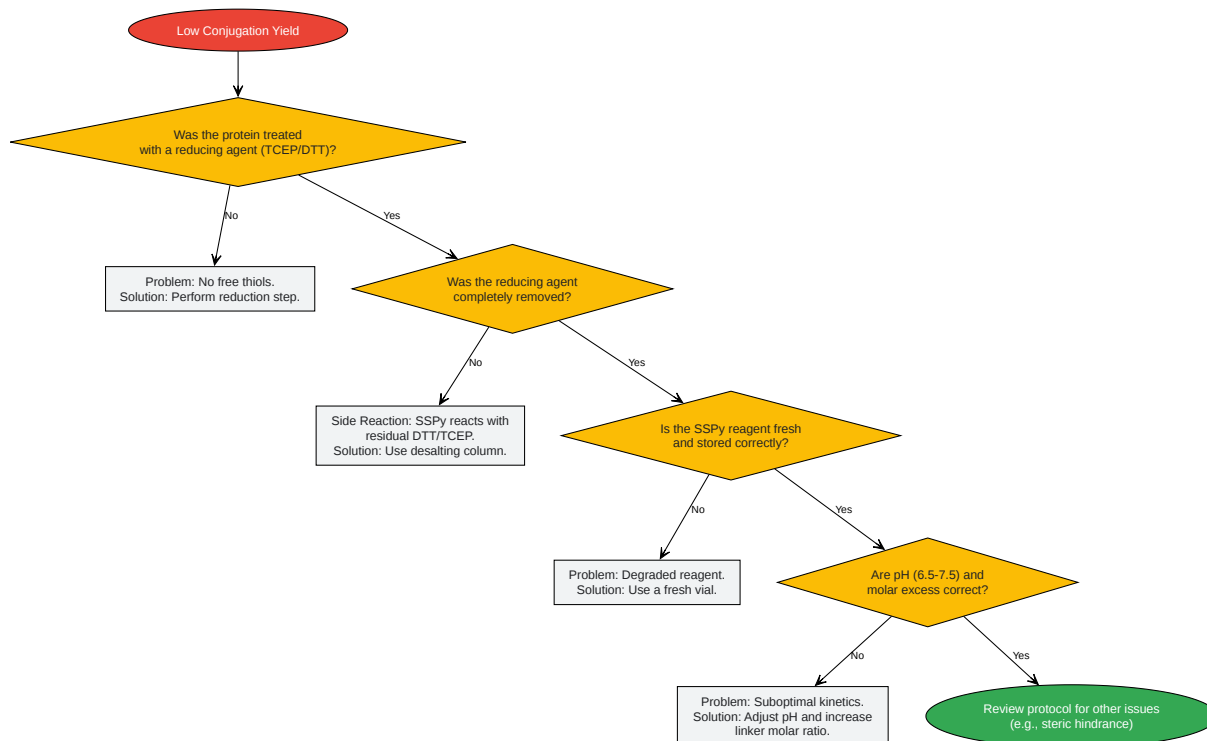 Low Conjugation Yield
Was the protein treated
with a reducing agent (TCEP/DTT)?
No
Yes
Problem: No free thiols.
Solution: Perform reduction step.
Was the reducing agent
completely removed?
No
Yes
Side Reaction: SSPy reacts with
residual DTT/TCEP.
Solution: Use desalting column.
Is the SSPy reagent fresh
and stored correctly?
No
Yes
Problem: Degraded reagent.
Solution: Use a fresh vial.
Are pH (6.5-7.5) and
molar excess correct?
No
Yes
Problem: Suboptimal kinetics.
Solution: Adjust pH and increase
linker molar ratio.
Review protocol for other issues
(e.g., steric hindrance)